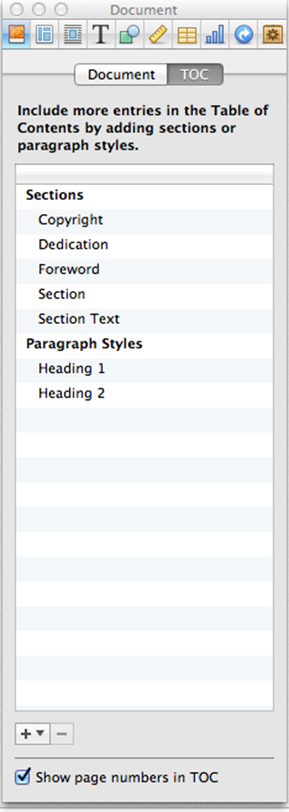 Document
Document TOC
Include more entries in the Table of
Contents by adding sections or
paragraph styles.
Sections
Copyright
Dedication
Foreword
Section
Section Text
Paragraph Styles
Heading 1
Heading 2
Show page numbers in TOC